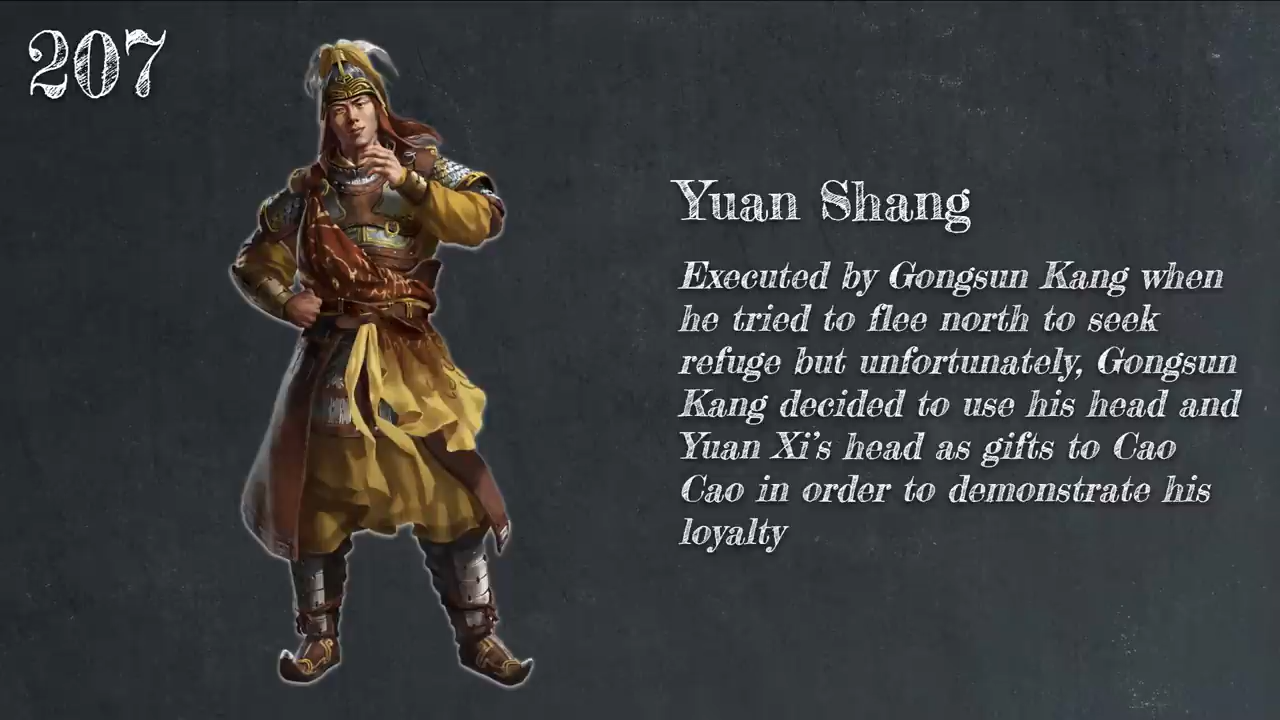 207
Yuan Shang
Executed by Gongsun Kang when
he tried to flee north to seek
refuge but unfortunately, Gongsun
Kang decided to use his head and
Yuan Xi's head as gifts to Cao
Cao in order to demonstrate his
loyalty